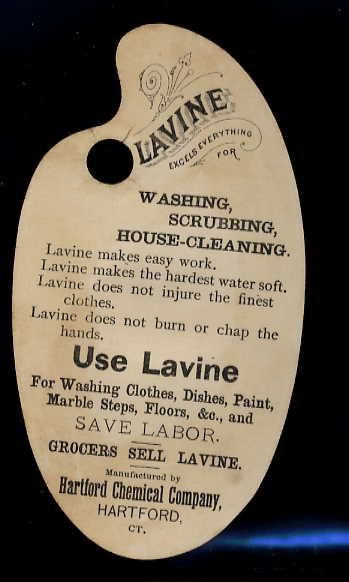 LAVINE
EXCELS EVERYTHING
FOR
WASHING,
SCRUBBING,
HOUSE-CLEANING.
Lavine makes easy work.
Lavine makes the hardest water soft.
Lavine does not injure the finest
clothes.
Lavine does not burn or chap the
hands.
Use Lavine
For Washing Clothes, Dishes, Paint,
Marble Steps, Floors, &c., and
SAVE LABOR.
GROCERS SELL LAVINE.
Manufactured by
Hartford Chemical Company,
HARTFORD,
CT.